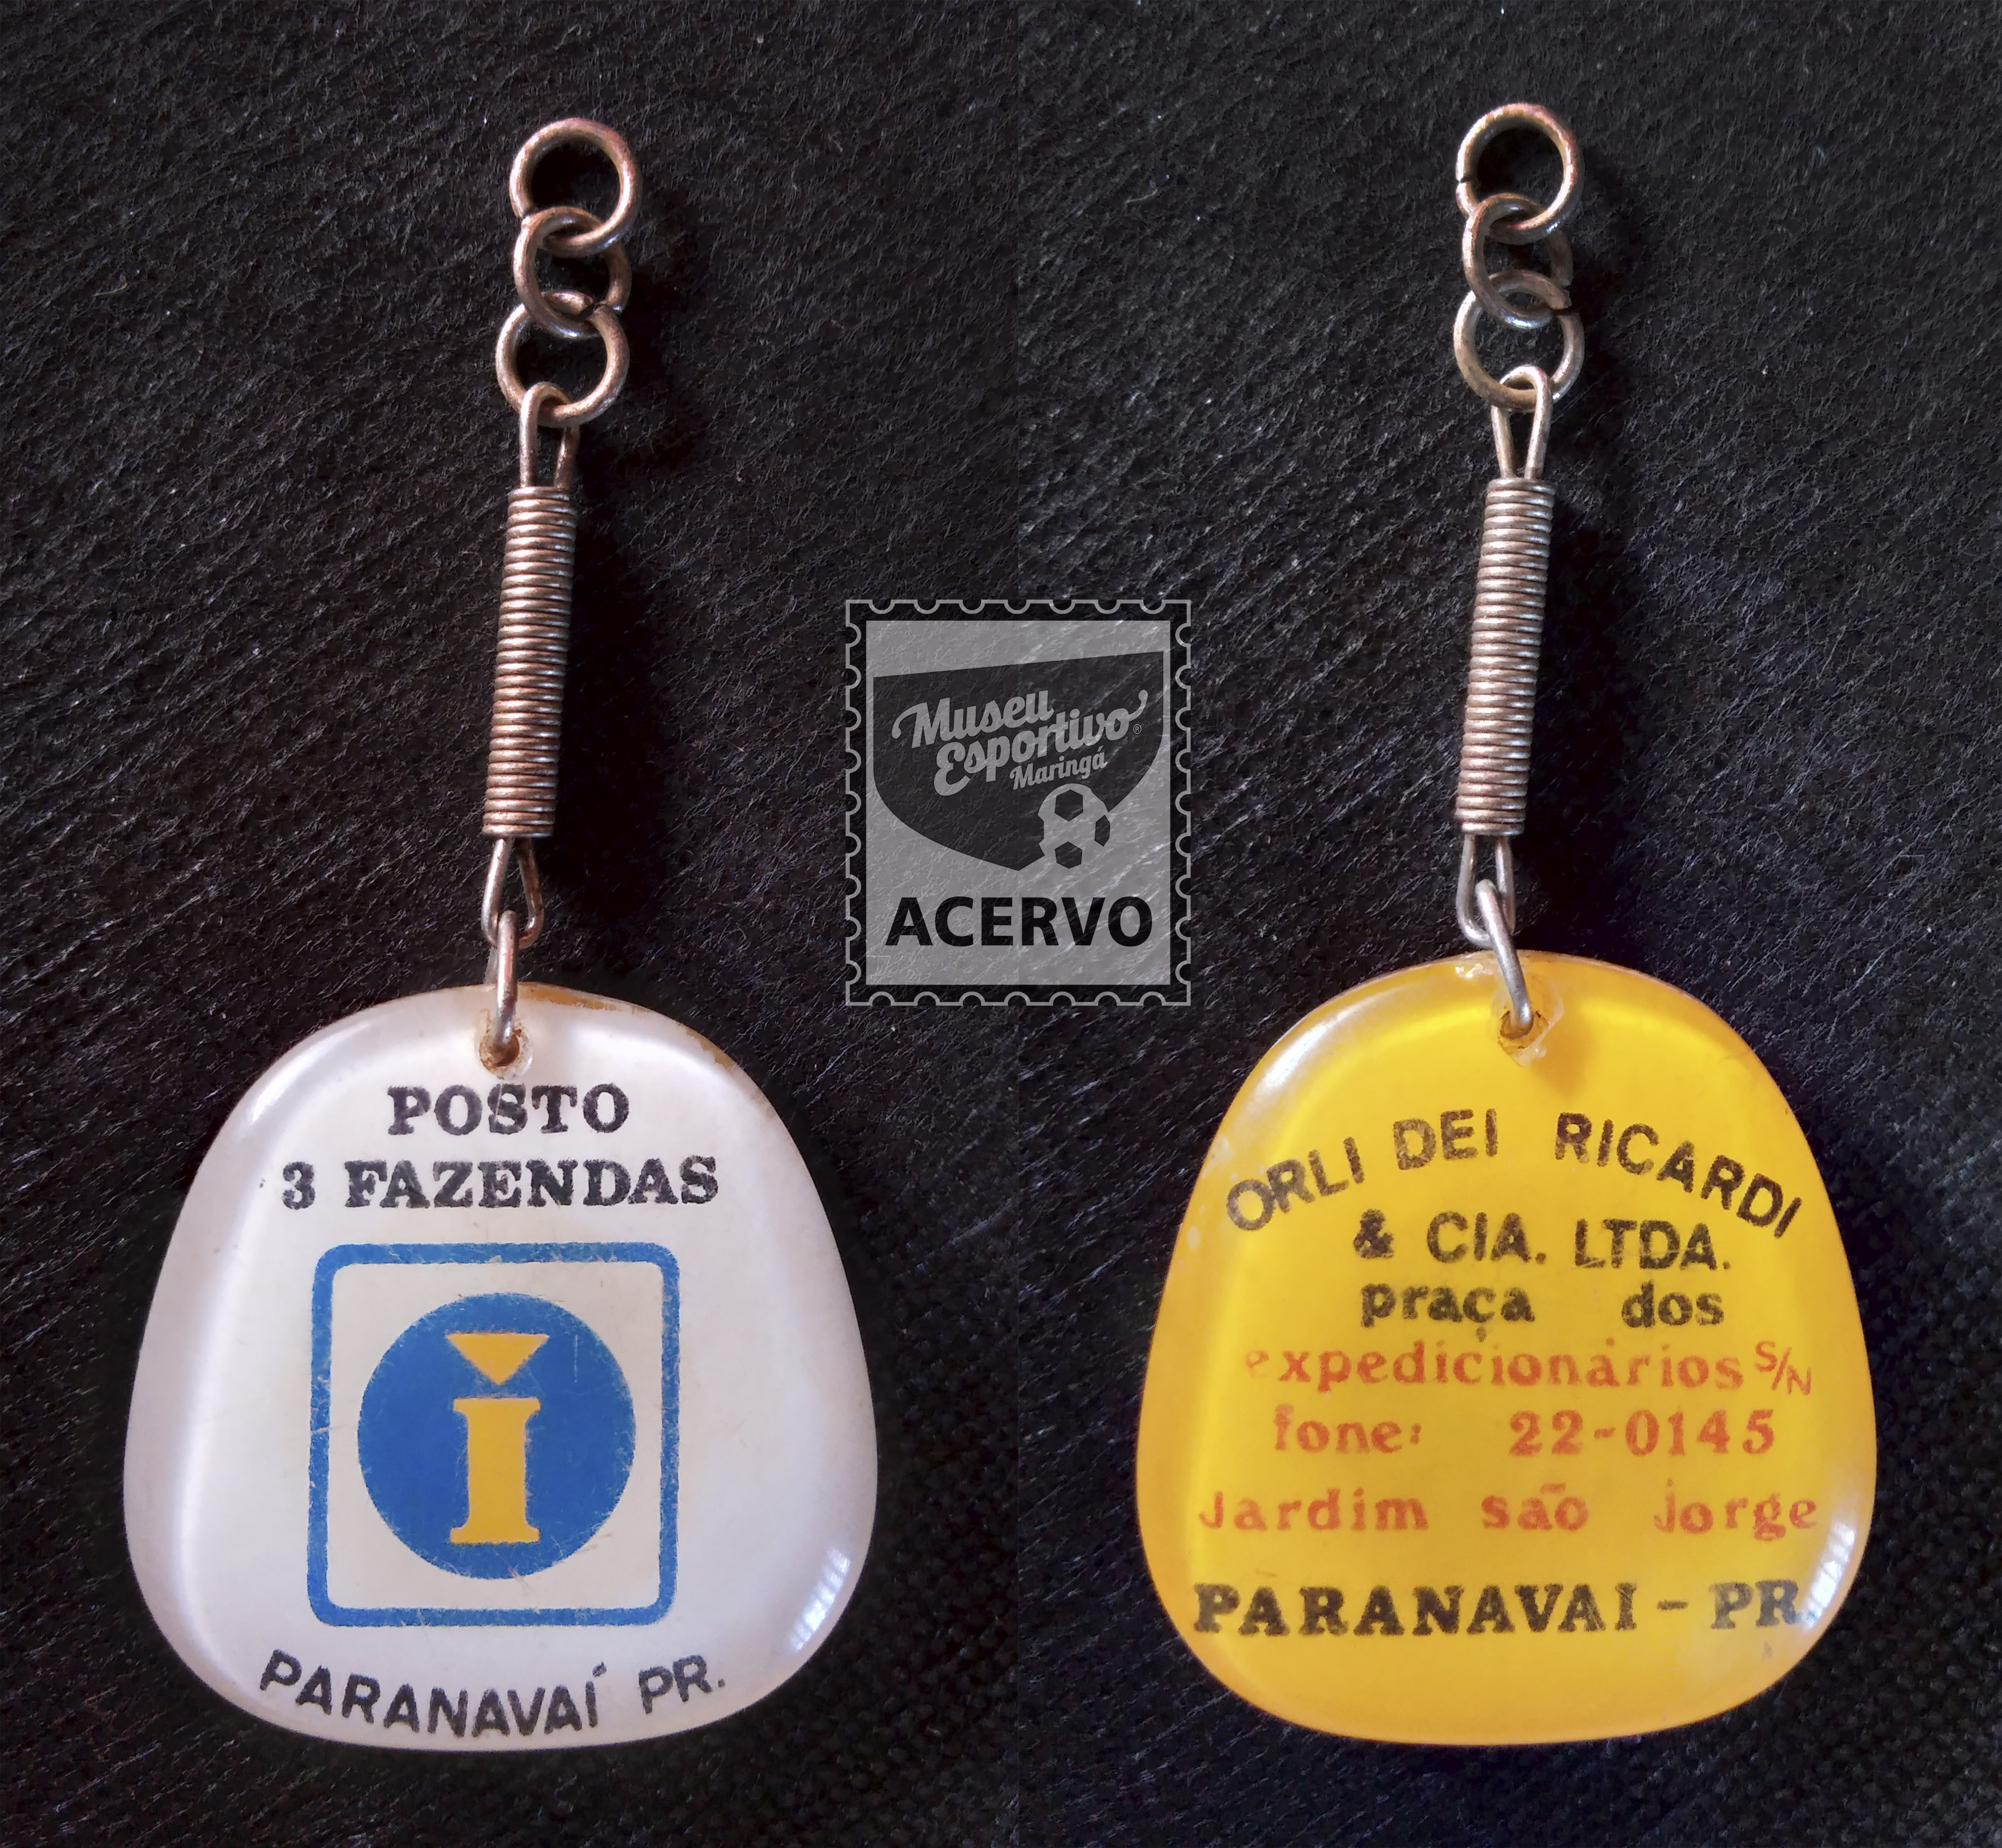 POSTO
3 FAZENDAS
i
PARANAVAÍ PR.
Museu
Esportivo®
Maringá
ACERVO
ORLI DEI RICARDI
& CIA. LTDA.
praça dos
expedicionários S/N
fone: 22-0145
Jardim são jorge
PARANAVAI - PR.